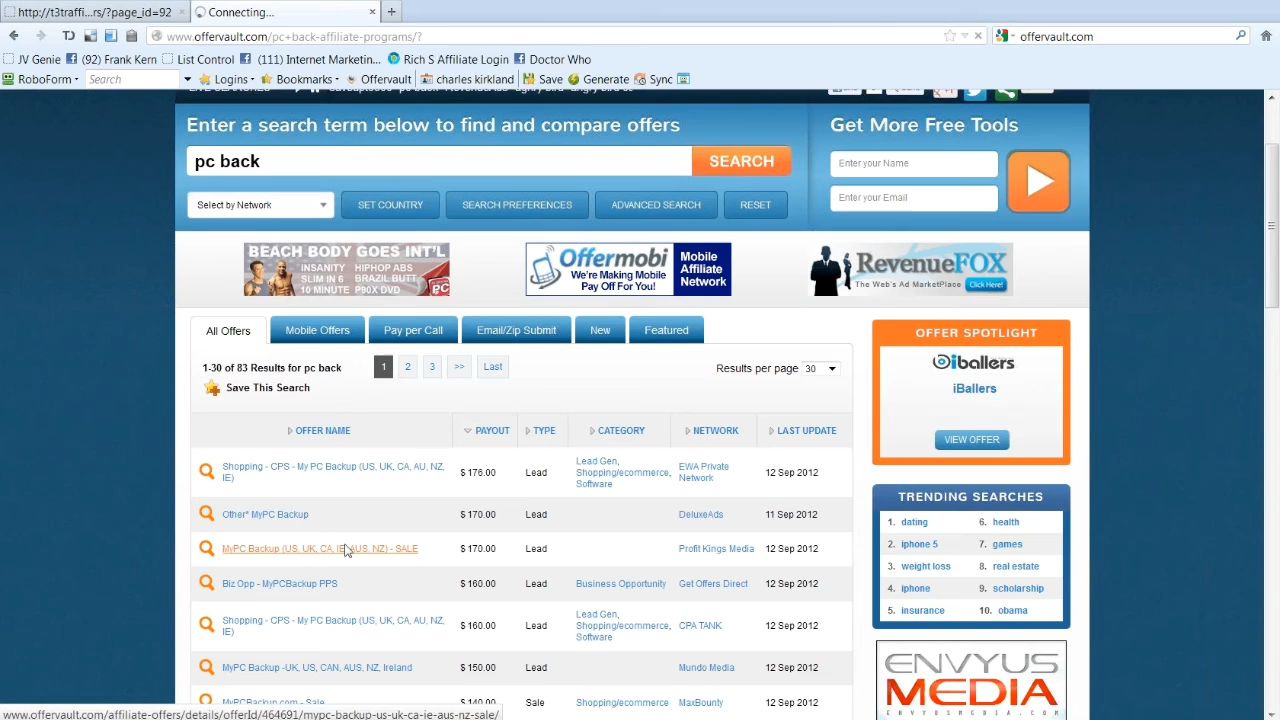 http://t3traffi...rs/?page_id=92
Connecting...
www.offervault.com/pc+back-affiliate-programs/?
offervault.com
JV Genie
(92) Frank Kern
List Control
(111) Internet Marketin...
Rich S Affiliate Login
Doctor Who
RoboForm
Search
Logins
Bookmarks
Offervault
charles kirkland
Save
Generate
Sync
Enter a search term below to find and compare offers
Get More Free Tools
pc back
SEARCH
Enter your Name
Select by Network
SET COUNTRY
SEARCH PREFERENCES
ADVANCED SEARCH
RESET
Enter your Email
BEACH BODY GOES INT'L
INSANITY HIPHOP ABS
SLIM IN 6 BRAZIL BUTT
10 MINUTE P90X DVD
PC
Offermobi
We're Making Mobile
Pay Off For You!
Mobile
Affiliate
Network
RevenueFOX
The Web's Ad MarketPlace
Click Here!
All Offers
Mobile Offers
Pay per Call
Email/Zip Submit
New
Featured
1-30 of 83 Results for pc back
1 2 3 >> Last
Results per page 30
Save This Search
OFFER NAME PAYOUT TYPE CATEGORY NETWORK LAST UPDATE
Shopping - CPS - My PC Backup (US, UK, CA, AU, NZ,
IE)
$ 176.00
Lead
Lead Gen,
Shopping/ecommerce,
Software
EWA Private
Network
12 Sep 2012
Other* MyPC Backup $ 170.00 Lead DeluxeAds 11 Sep 2012
MyPC Backup (US, UK, CA, IE, AUS, NZ) - SALE $ 170.00 Lead Profit Kings Media 12 Sep 2012
Biz Opp - MyPCBackup PPS $ 160.00 Lead Business Opportunity Get Offers Direct 12 Sep 2012
Shopping - CPS - My PC Backup (US, UK, CA, AU, NZ,
IE)
$ 160.00
Lead
Lead Gen,
Shopping/ecommerce,
Software
CPA TANK
12 Sep 2012
MyPC Backup -UK, US, CAN, AUS, NZ, Ireland $ 150.00 Lead Mundo Media 12 Sep 2012
MyPCBackup.com - Sale $ 140.00 Sale Shopping/ecommerce, MaxBounty 12 Sep 2012
OFFER SPOTLIGHT
iballers
iBallers
VIEW OFFER
TRENDING SEARCHES
1. dating
2. iphone 5
3. weight loss
4. iphone
5. insurance
6. health
7. games
8. real estate
9. scholarship
10. obama
ENVYUS
MEDIA
ENVYUSMEDIA.COM
www.offervault.com/affiliate-offers/details/offerId/464691/mypc-backup-us-uk-ca-ie-aus-nz-sale/